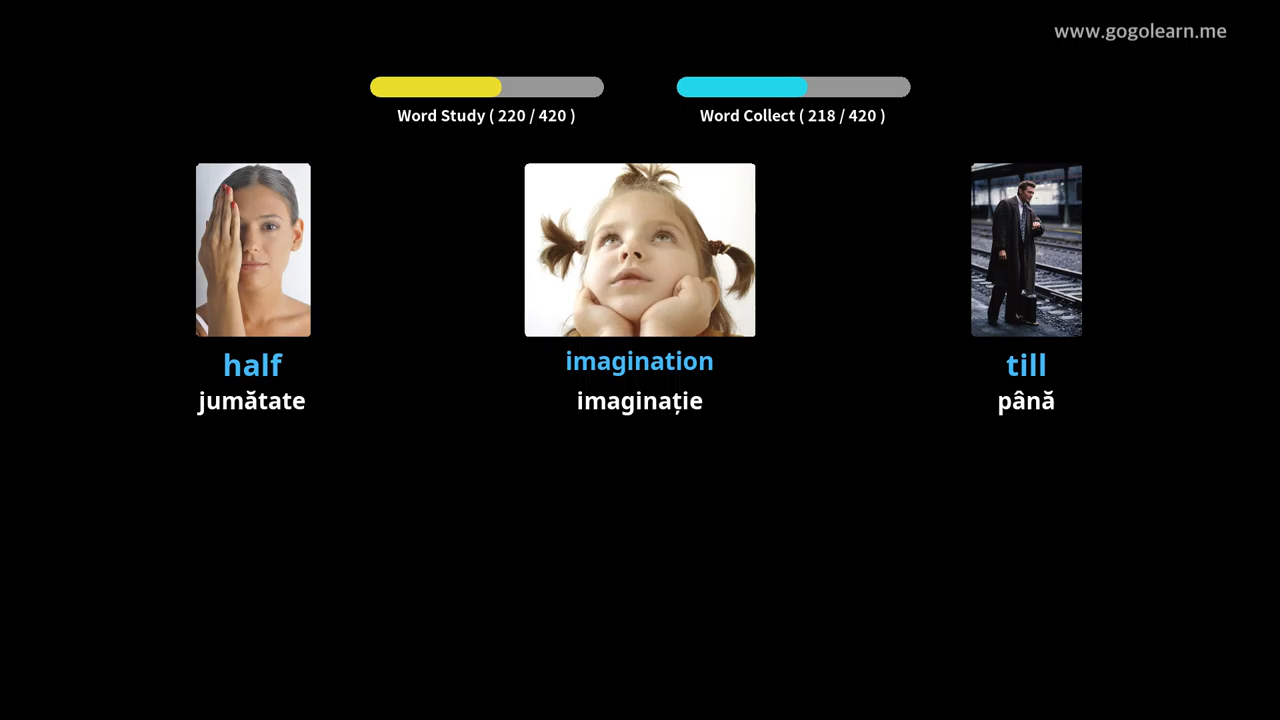 www.gogolearn.me
Word Study ( 220 / 420 )
Word Collect ( 218 / 420 )
half
jumătate
imagination
imaginație
till
până